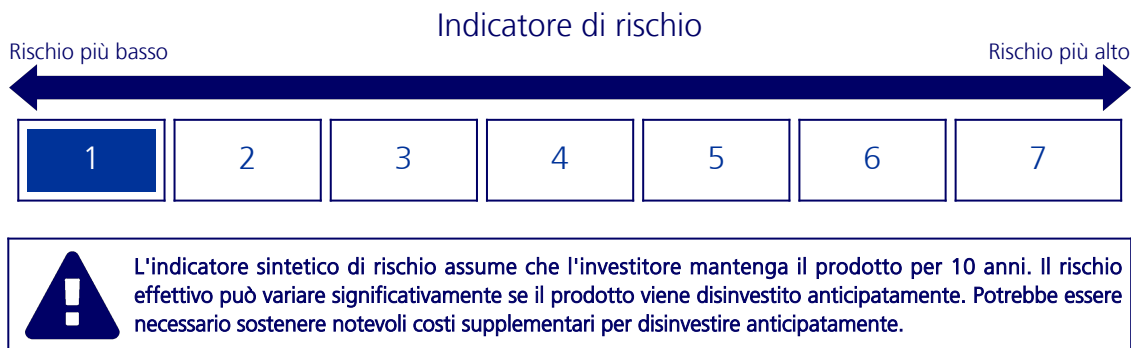 Indicatore di rischio
Rischio più basso
Rischio più alto
1 2 3 4 5 6 7
L'indicatore sintetico di rischio assume che l'investitore mantenga il prodotto per 10 anni. Il rischio
effettivo può variare significativamente se il prodotto viene disinvestito anticipatamente. Potrebbe essere
necessario sostenere notevoli costi supplementari per disinvestire anticipatamente.